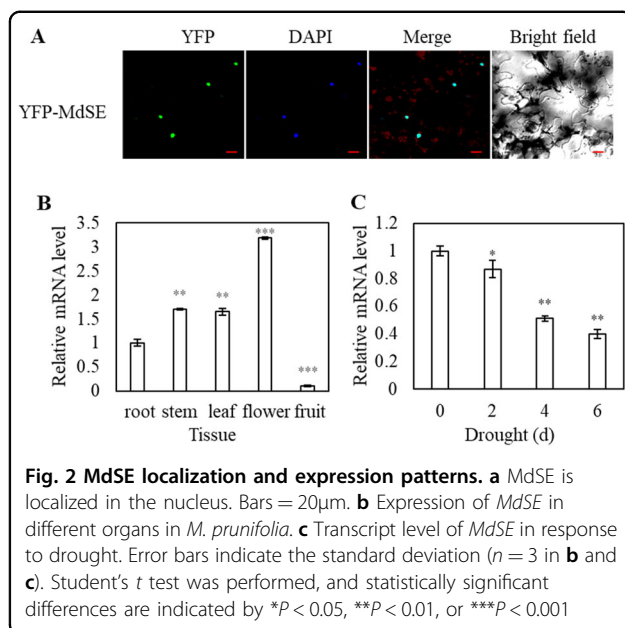 A
YFP DAPI Merge Bright field
YFP-MdSE
B
Relative mRNA level
3.5
3
2.5
2
1.5
1
0.5
0
** ** *** ***
root stem leaf flower fruit
Tissue
C
Relative mRNA level
1.2
1
0.8
0.6
0.4
0.2
0
* ** **
0 2 4 6
Drought (d)
Fig. 2 MdSE localization and expression patterns. a MdSE is
localized in the nucleus. Bars = 20μm. b Expression of MdSE in
different organs in M. prunifolia. c Transcript level of MdSE in response
to drought. Error bars indicate the standard deviation (n = 3 in b and
c). Student's t test was performed, and statistically significant
differences are indicated by *P < 0.05, **P < 0.01, or ***P < 0.001